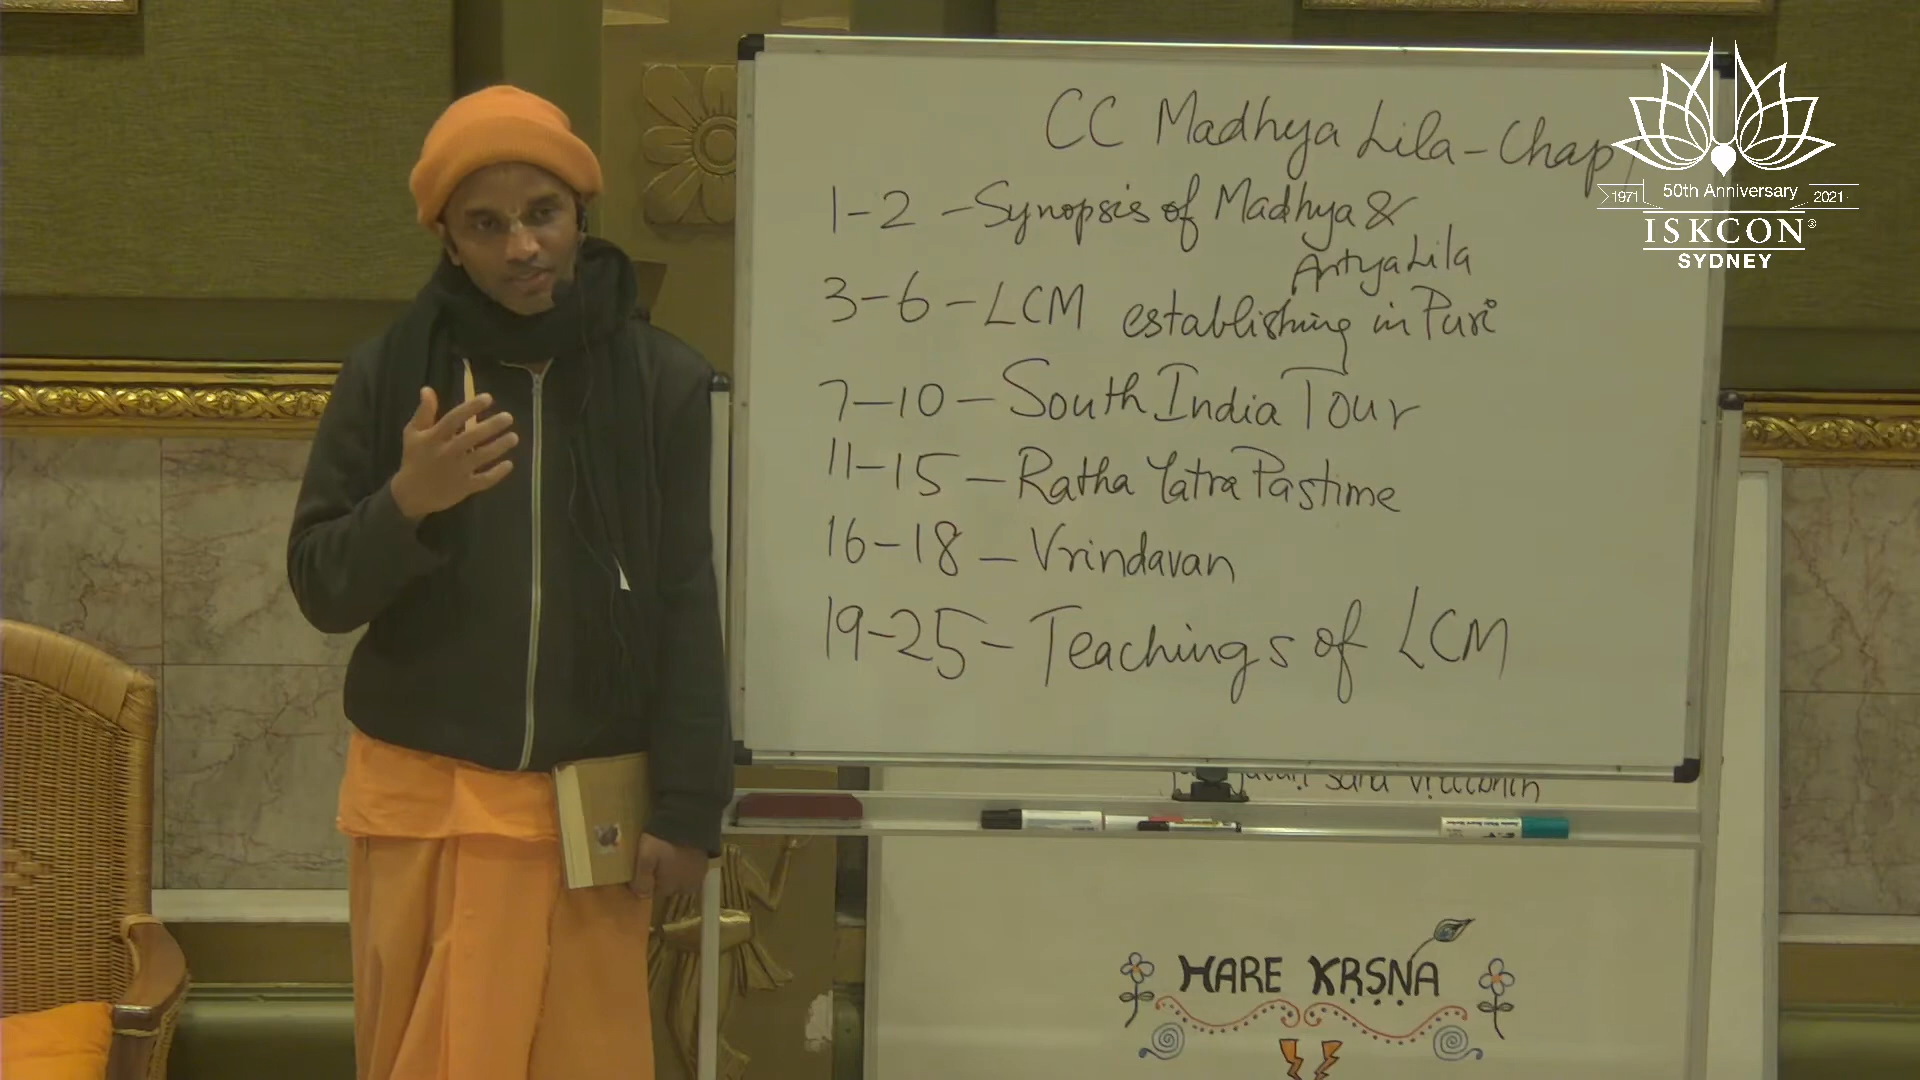 CC Madhya Lila - Chap
1-2 - Synopsis of Madhya &
Antya Lila
3-6 - LCM establishing in Puri
7-10 - South India Tour
11-15 - Ratha Yatra Pastime
16-18 - Vrindavan
19-25 - Teachings of LCM
HARE KṚṢṆA
1971 50th Anniversary 2021
ISKCON®
SYDNEY